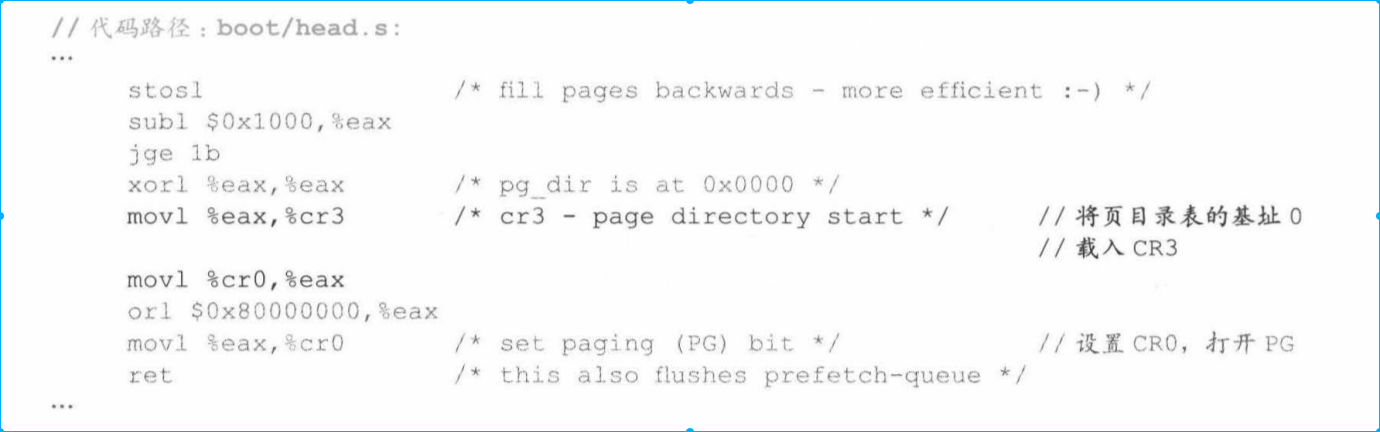 // 代码路径：boot/head.s:
…
stosl /* fill pages backwards - more efficient :-) */
subl $0x1000,%eax
jge 1b
xorl %eax,%eax /* pg_dir is at 0x0000 */
movl %eax,%cr3 /* cr3 - page directory start */ // 将页目录表的基址 0
// 载入 CR3
movl %cr0,%eax
orl $0x80000000,%eax
movl %eax,%cr0 /* set paging (PG) bit */ // 设置 CR0，打开 PG
ret /* this also flushes prefetch-queue */
…